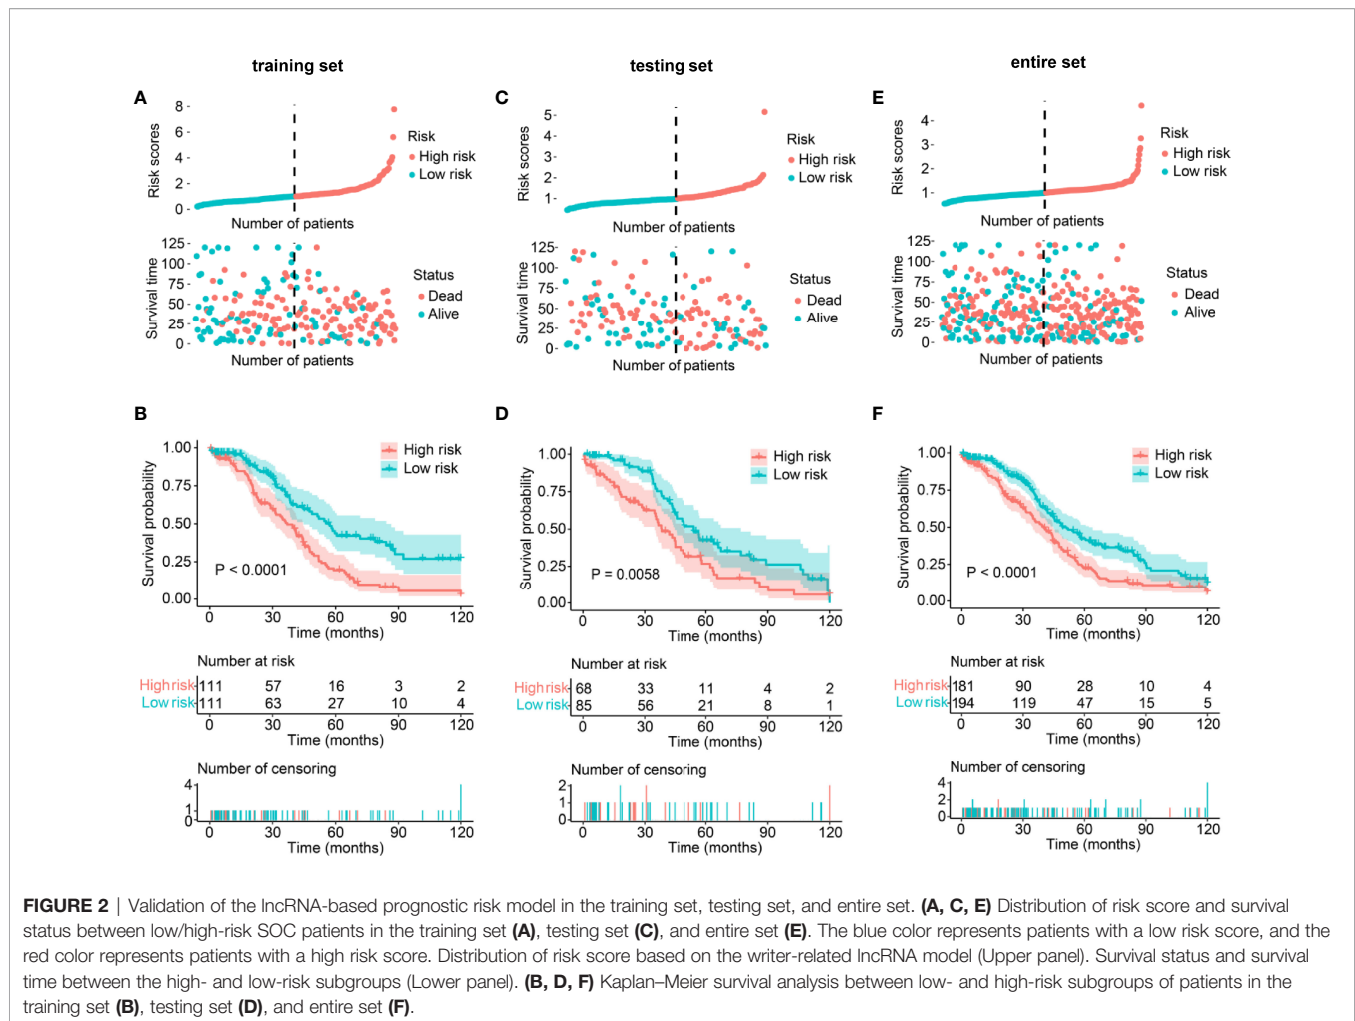 training set
testing set
entire set
A
8
6
4
2
0
Risk scores
Number of patients
Risk
High risk
Low risk
125
100
75
50
25
0
Survival time
Number of patients
Status
Dead
Alive
C
5
4
3
2
1
Risk scores
Number of patients
Risk
High risk
Low risk
125
100
75
50
25
0
Survival time
Number of patients
Status
Dead
Alive
E
4
3
2
1
Risk scores
Number of patients
Risk
High risk
Low risk
125
100
75
50
25
0
Survival time
Number of patients
Status
Dead
Alive
B
1.00
0.75
0.50
0.25
0.00
Survival probability
High risk
Low risk
P < 0.0001
0 30 60 90 120
Time (months)
Number at risk
High risk 111 57 16 3 2
Low risk 111 63 27 10 4
0 30 60 90 120
Time (months)
Number of censoring
4
1
0
0 30 60 90 120
Time (months)
D
1.00
0.75
0.50
0.25
0.00
Survival probability
High risk
Low risk
P = 0.0058
0 30 60 90 120
Time (months)
Number at risk
High risk 68 33 11 4 2
Low risk 85 56 21 8 1
0 30 60 90 120
Time (months)
Number of censoring
2
1
0
0 30 60 90 120
Time (months)
F
1.00
0.75
0.50
0.25
0.00
Survival probability
High risk
Low risk
P < 0.0001
0 30 60 90 120
Time (months)
Number at risk
High risk 181 90 28 10 4
Low risk 194 119 47 15 5
0 30 60 90 120
Time (months)
Number of censoring
4
2
0
0 30 60 90 120
Time (months)
FIGURE 2 | Validation of the lncRNA-based prognostic risk model in the training set, testing set, and entire set. (A, C, E) Distribution of risk score and survival
status between low/high-risk SOC patients in the training set (A), testing set (C), and entire set (E). The blue color represents patients with a low risk score, and the
red color represents patients with a high risk score. Distribution of risk score based on the writer-related lncRNA model (Upper panel). Survival status and survival
time between the high- and low-risk subgroups (Lower panel). (B, D, F) Kaplan–Meier survival analysis between low- and high-risk subgroups of patients in the
training set (B), testing set (D), and entire set (F).